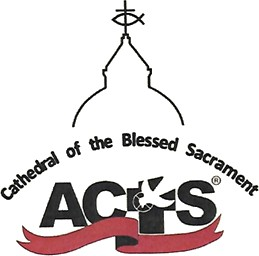 Cathedral of the Blessed Sacrament
ACTS®